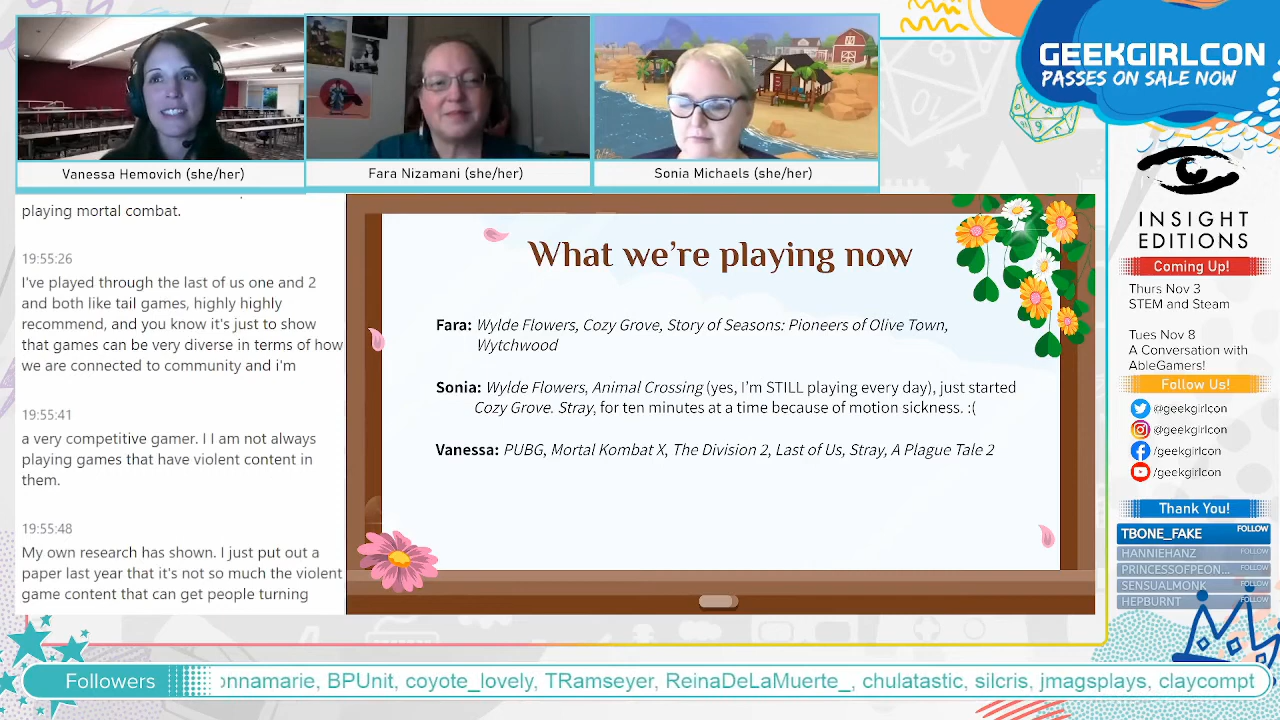 GEEKGIRLCON
PASSES ON SALE NOW
Vanessa Hemovich (she/her)
Fara Nizamani (she/her)
Sonia Michaels (she/her)
playing mortal combat.
19:55:26
I've played through the last of us one and 2
and both like tail games, highly highly
recommend, and you know it's just to show
that games can be very diverse in terms of how
we are connected to community and i'm
19:55:41
a very competitive gamer. I I am not always
playing games that have violent content in
them.
19:55:48
My own research has shown. I just put out a
paper last year that it's not so much the violent
game content that can get people turning
What we're playing now
Fara: Wylde Flowers, Cozy Grove, Story of Seasons: Pioneers of Olive Town,
Wytchwood
Sonia: Wylde Flowers, Animal Crossing (yes, I'm STILL playing every day), just started
Cozy Grove. Stray, for ten minutes at a time because of motion sickness. :(
Vanessa: PUBG, Mortal Kombat X, The Division 2, Last of Us, Stray, A Plague Tale 2
INSIGHT
EDITIONS
Coming Up!
Thurs Nov 3
STEM and Steam
Tues Nov 8
A Conversation with
AbleGamers!
Follow Us!
@geekgirlcon
@geekgirlcon
/geekgirlcon
/geekgirlcon
Thank You!
TBONE_FAKE FOLLOW
HANNIEHANZ FOLLOW
PRINCESSOFPEON... FOLLOW
SENSUALMONK FOLLOW
HEPBURNT FOLLOW
Followers onnamarie, BPUnit, coyote_lovely, TRamseyer, ReinaDeLaMuerte_, chulatastic, silcris, jmagsplays, claycompt